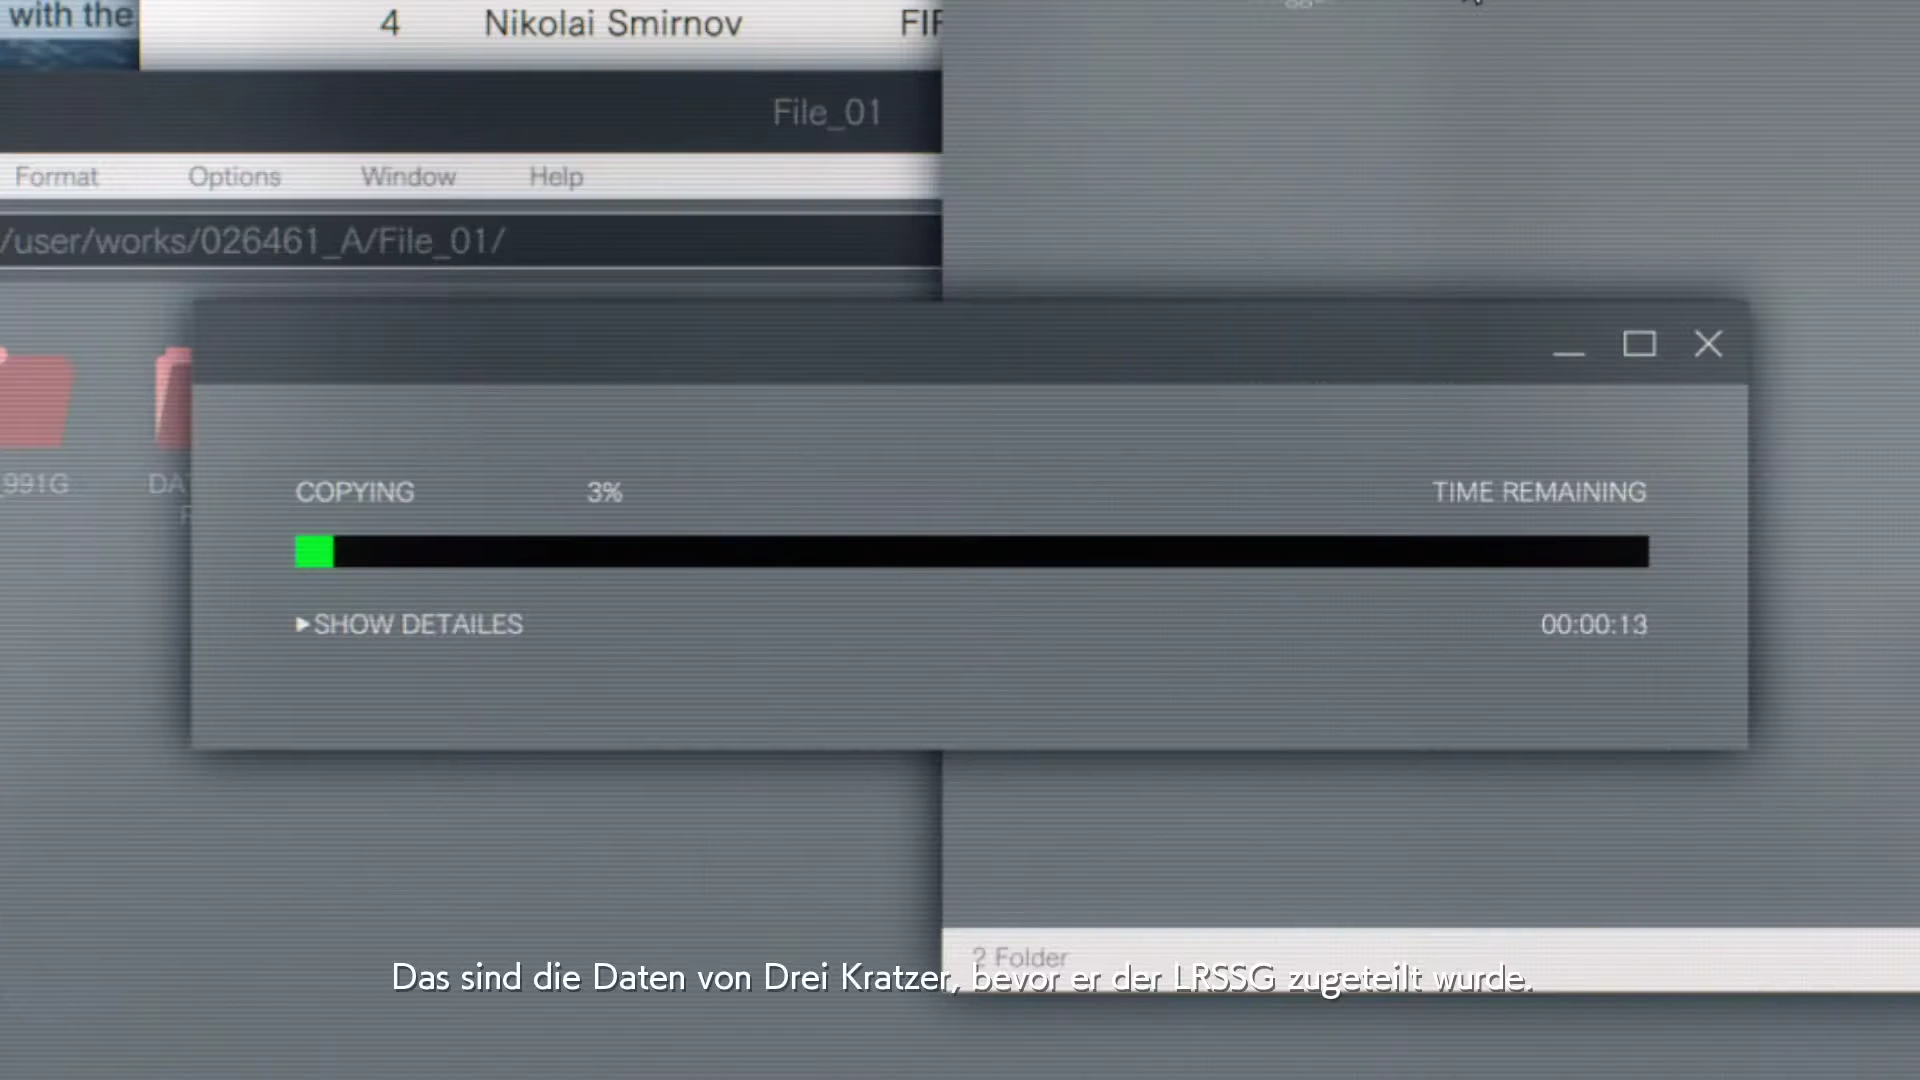 with the
4 Nikolai Smirnov
File_01
Format Options Window Help
/user/works/026461_A/File_01/
991G
COPYING 3% TIME REMAINING
▶SHOW DETAILES 00:00:13
2 Folder
Das sind die Daten von Drei Kratzer, bevor er der LRSSG zugeteilt wurde.